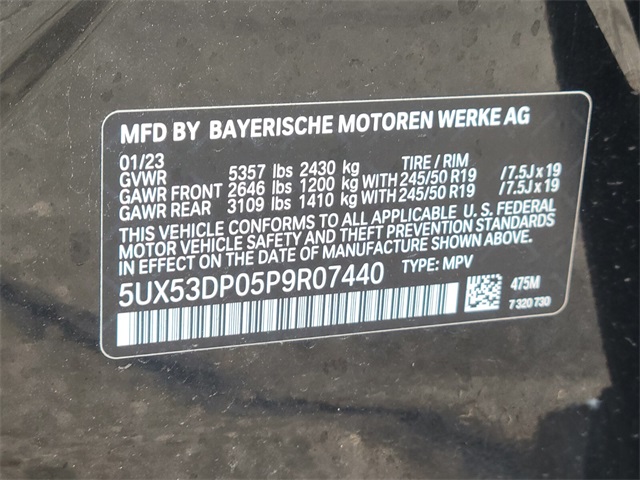 MFD BY BAYERISCHE MOTOREN WERKE AG
01/23
GVWR 5357 lbs 2430 kg TIRE / RIM
GAWR FRONT 2646 lbs 1200 kg WITH 245/50 R19 /7.5J x 19
GAWR REAR 3109 lbs 1410 kg WITH 245/50 R19 /7.5J x 19
THIS VEHICLE CONFORMS TO ALL APPLICABLE U. S. FEDERAL
MOTOR VEHICLE SAFETY AND THEFT PREVENTION STANDARDS
IN EFFECT ON THE DATE OF MANUFACTURE SHOWN ABOVE.
5UX53DP05P9R07440 TYPE: MPV
475M
7 320 730